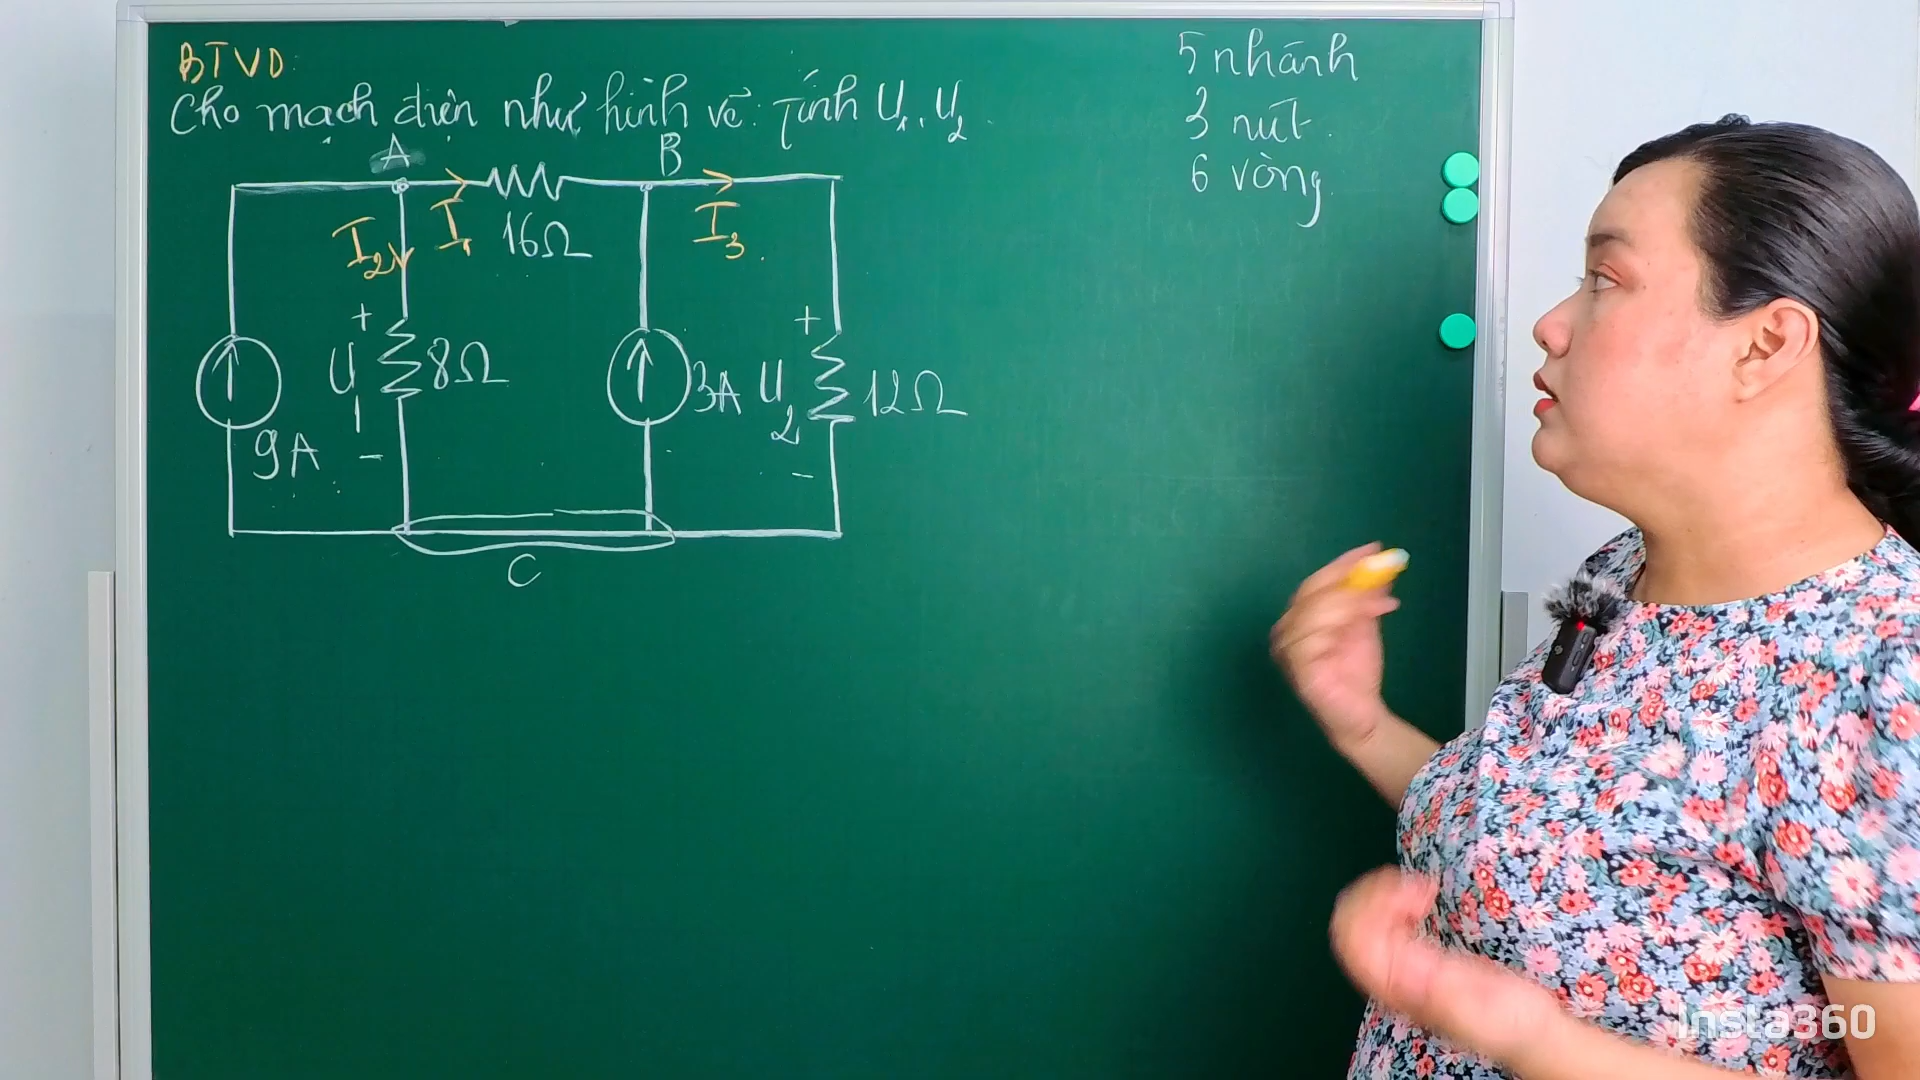 BTVD:
Cho mạch điện như hình vẽ: Tính U1, U2.
5 nhánh
3 nút.
6 vòng.
A
B
I2
I1
16Ω
I3
+
U1
8Ω
-
9A
3A
+
U2
12Ω
-
C
Insta360